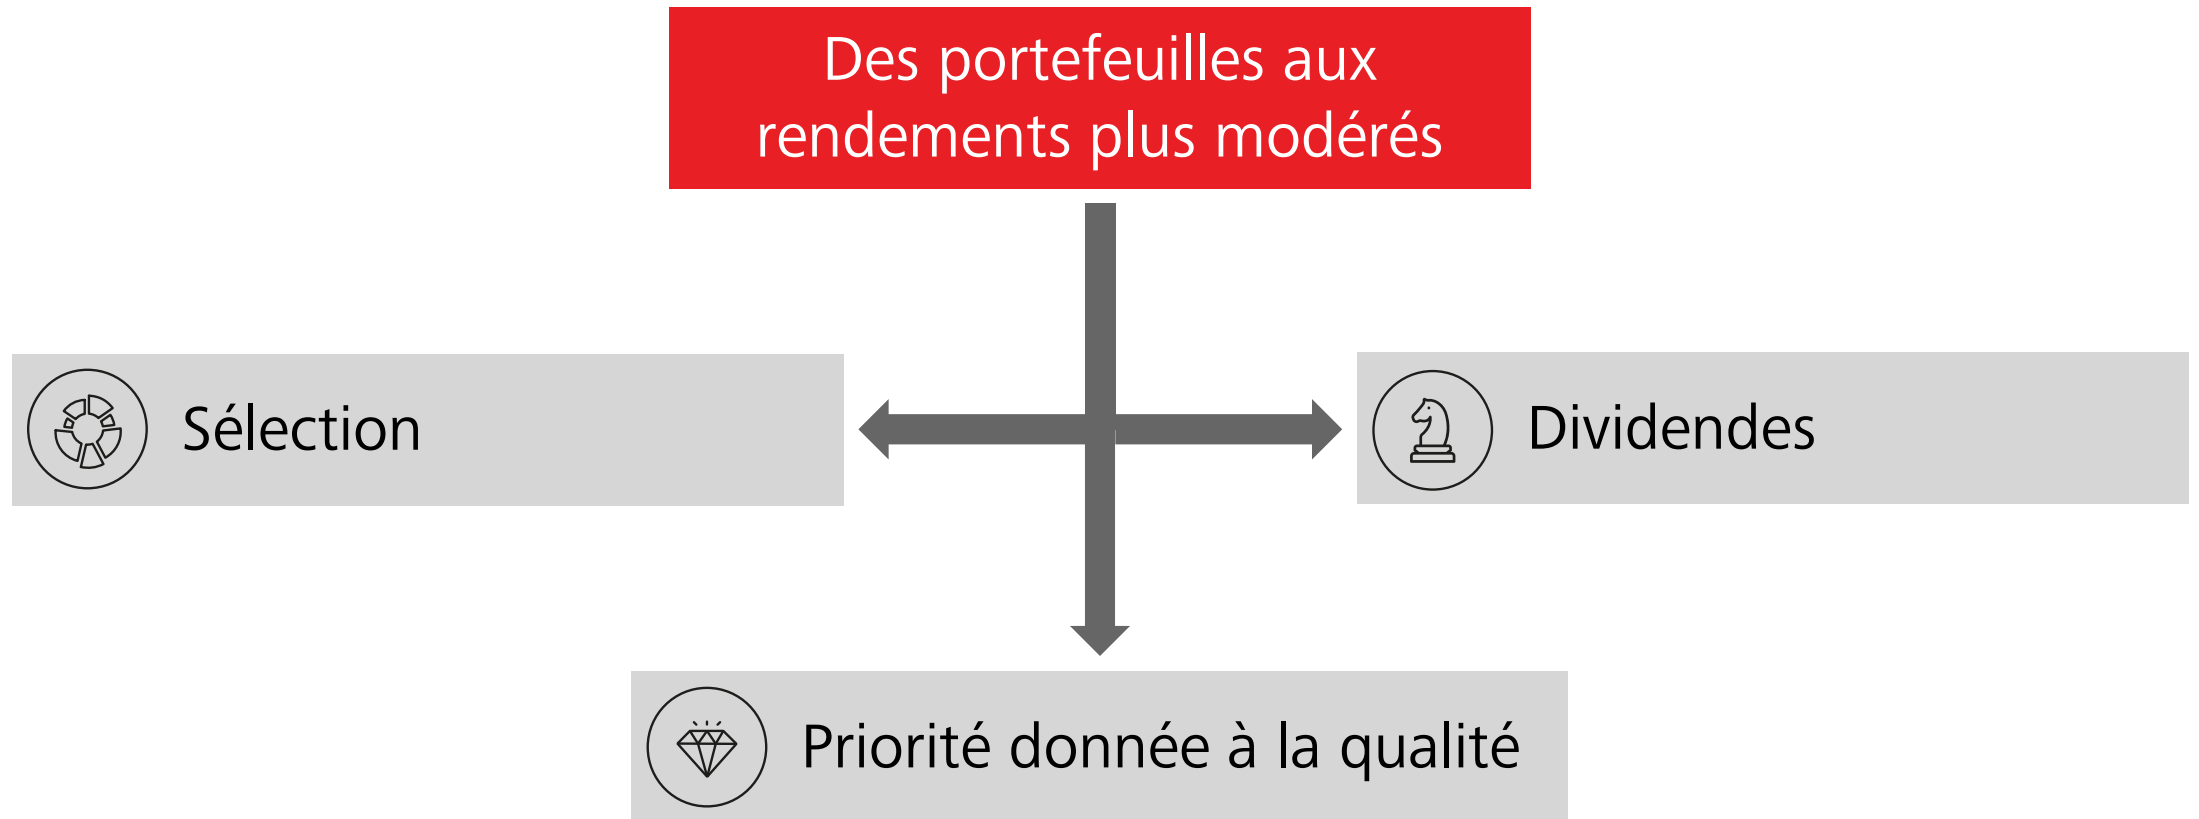 Des portefeuilles aux
rendements plus modérés
Sélection
Dividendes
Priorité donnée à la qualité